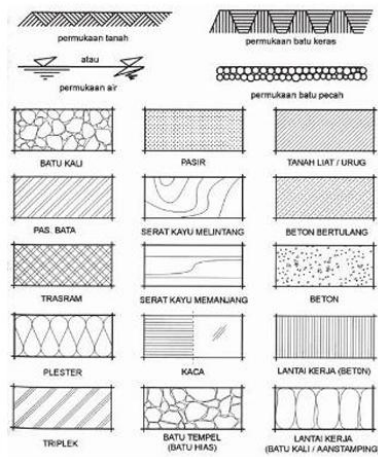 permukaan tanah
permukaan batu keras
atau
permukaan air
permukaan batu pecah
BATU KALI
PASIR
TANAH LIAT / URUG
PAS. BATA
SERAT KAYU MELINTANG
BETON BERTULANG
TRASRAM
SERAT KAYU MEMANJANG
BETON
PLESTER
KACA
LANTAI KERJA (BETON)
TRIPLEK
BATU TEMPEL
(BATU HIAS)
LANTAI KERJA
(BATU KALI / AANSTAMPING)